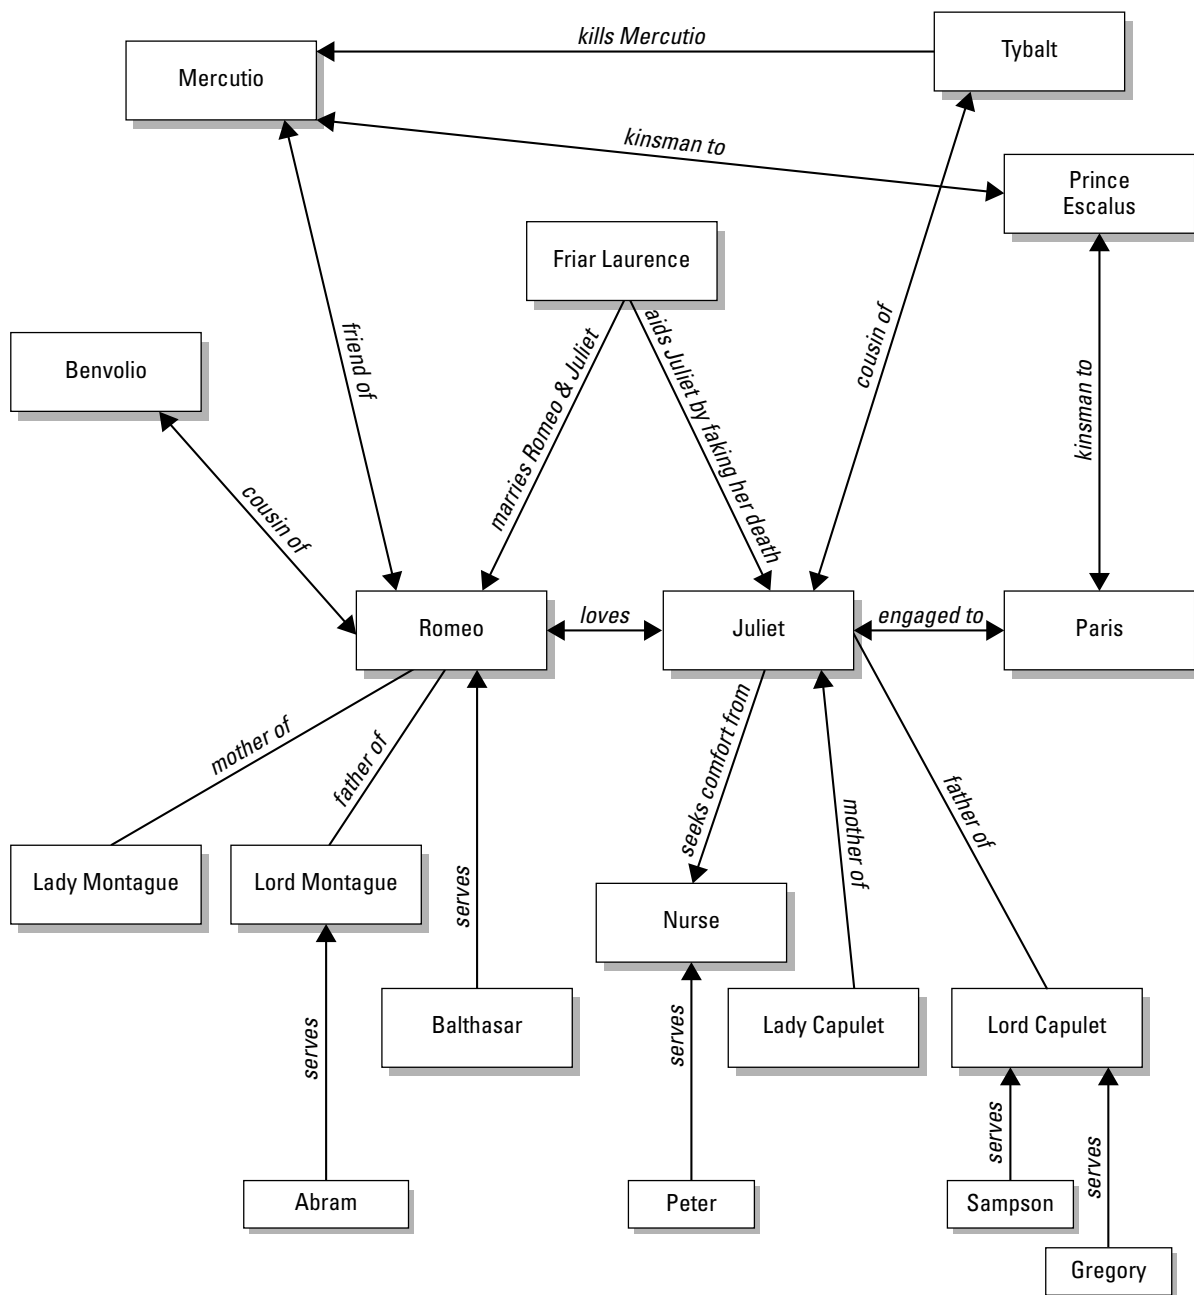 kills Mercutio
Tybalt
Mercutio
kinsman to
Prince
Escalus
Friar Laurence
friend of
marries Romeo & Juliet
aids Juliet by faking her death
cousin of
kinsman to
Benvolio
cousin of
Romeo
loves
Juliet
engaged to
Paris
mother of
father of
serves
seeks comfort from
mother of
father of
Lady Montague
Lord Montague
Nurse
Balthasar
Lady Capulet
Lord Capulet
serves
serves
serves
serves
Abram
Peter
Sampson
Gregory